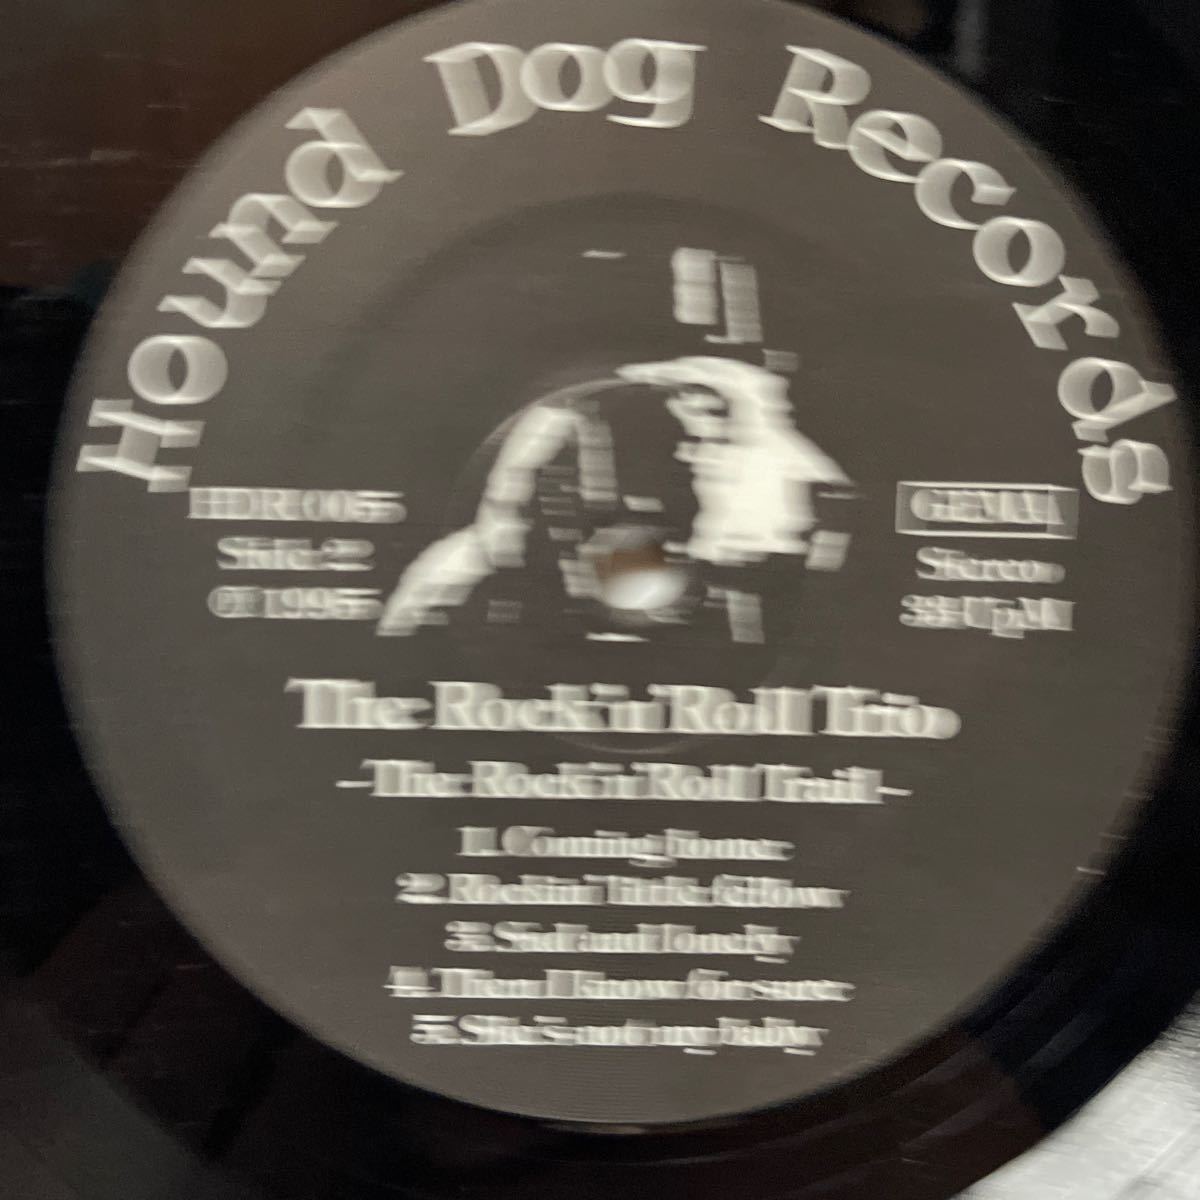 Hound Dog Records
HDR 005
Side 2
Ⓟ 1995
GEMA
Stereo
33 UpM
The Rock'n'Roll Trio
- The Rock'n'Roll Trail -
1. Coming home
2. Rockin' little fellow
3. Sad and lonely
4. Then I know for sure
5. She's not my baby